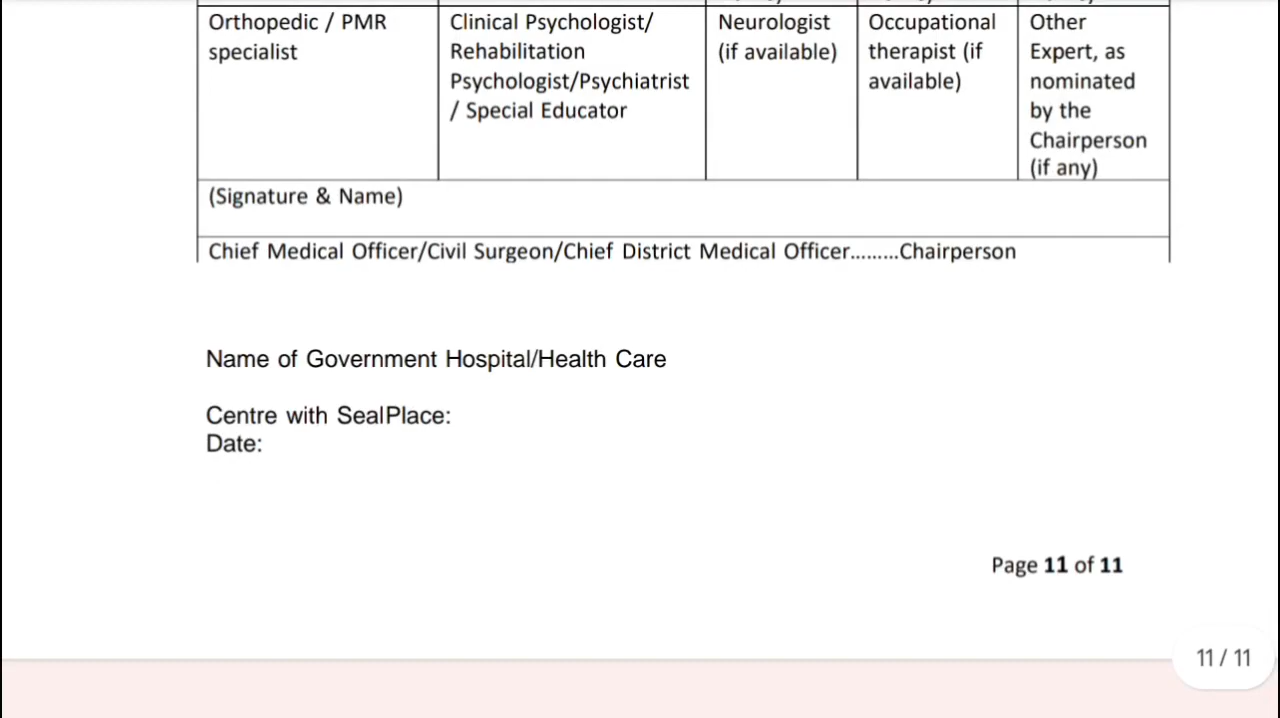 Orthopedic / PMR specialist
Clinical Psychologist/ Rehabilitation Psychologist/Psychiatrist / Special Educator
Neurologist (if available)
Occupational therapist (if available)
Other Expert, as nominated by the Chairperson (if any)
(Signature & Name)
Chief Medical Officer/Civil Surgeon/Chief District Medical Officer.........Chairperson
Name of Government Hospital/Health Care
Centre with SealPlace:
Date:
Page 11 of 11
11 / 11